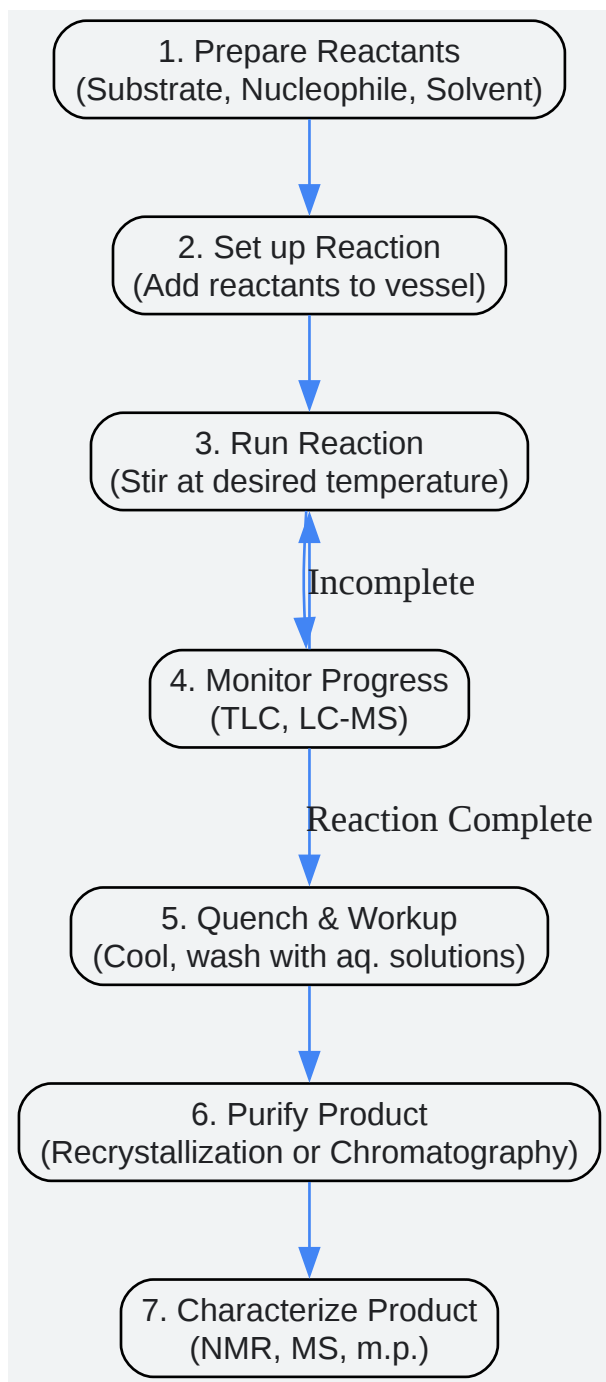 1. Prepare Reactants
(Substrate, Nucleophile, Solvent)
2. Set up Reaction
(Add reactants to vessel)
3. Run Reaction
(Stir at desired temperature)
Incomplete
4. Monitor Progress
(TLC, LC-MS)
Reaction Complete
5. Quench & Workup
(Cool, wash with aq. solutions)
6. Purify Product
(Recrystallization or Chromatography)
7. Characterize Product
(NMR, MS, m.p.)